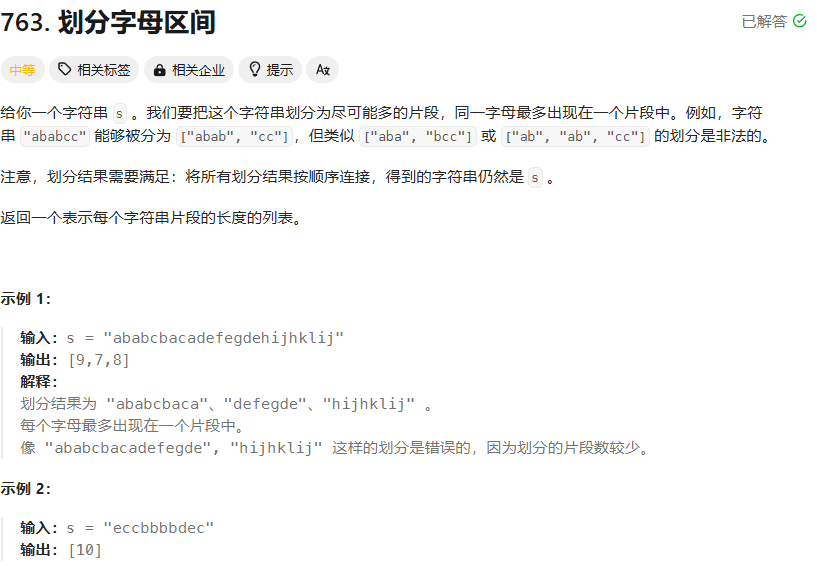 763. 划分字母区间
已解答
中等 相关标签 相关企业 提示 Aあ
给你一个字符串 s 。我们要把这个字符串划分为尽可能多的片段，同一字母最多出现在一个片段中。例如，字符
串 "ababcc" 能够被分为 ["abab", "cc"]，但类似 ["aba", "bcc"] 或 ["ab", "ab", "cc"] 的划分是非法的。
注意，划分结果需要满足：将所有划分结果按顺序连接，得到的字符串仍然是 s 。
返回一个表示每个字符串片段的长度的列表。
示例 1：
输入：s = "ababcbacadefegdehijhklij"
输出：[9,7,8]
解释：
划分结果为 "ababcbaca"、"defegde"、"hijhklij" 。
每个字母最多出现在一个片段中。
像 "ababcbacadefegde", "hijhklij" 这样的划分是错误的，因为划分的片段数较少。
示例 2：
输入：s = "eccbbbbdec"
输出：[10]